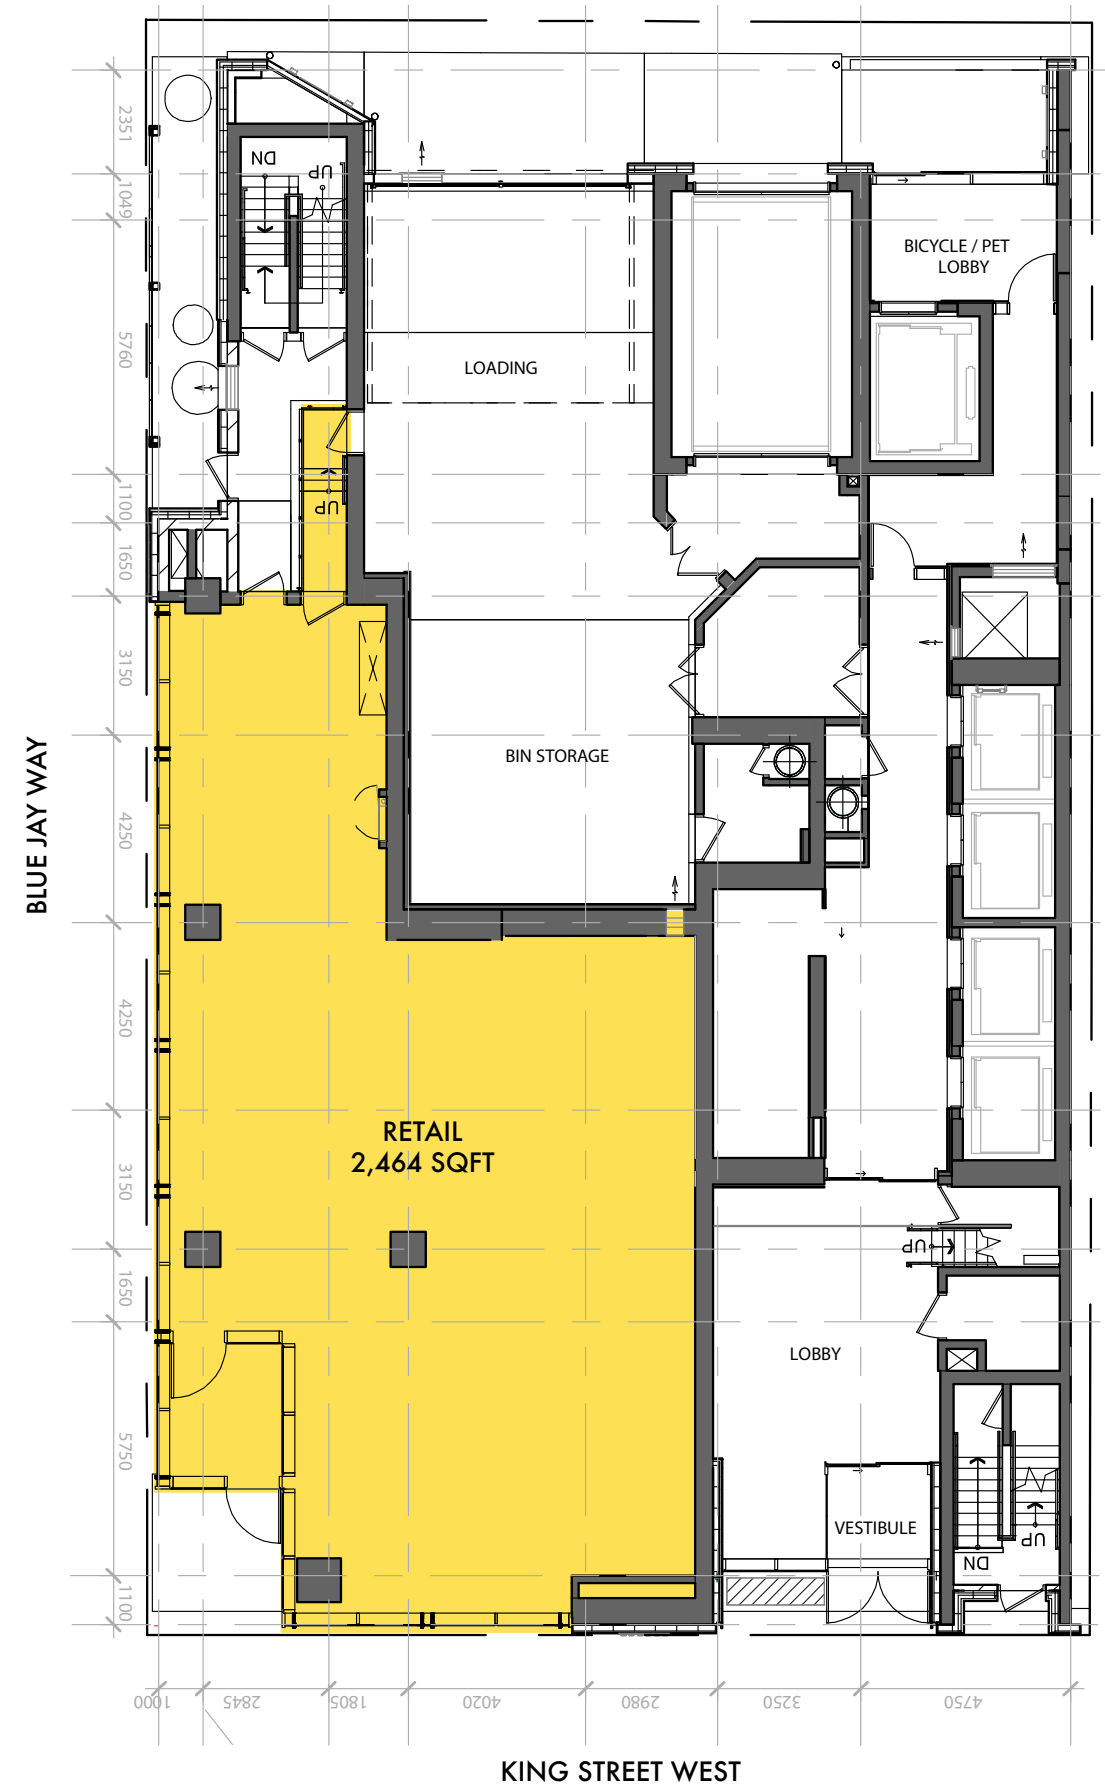 2351
DN
UP
1049
BICYCLE / PET
LOBBY
5760
LOADING
1100
UP
1650
3150
BLUE JAY WAY
BIN STORAGE
4250
4250
RETAIL
2,464 SQFT
3150
UP
1650
LOBBY
5750
VESTIBULE
UP
DN
1100
1000
2845
1805
4020
2980
3250
4750
KING STREET WEST